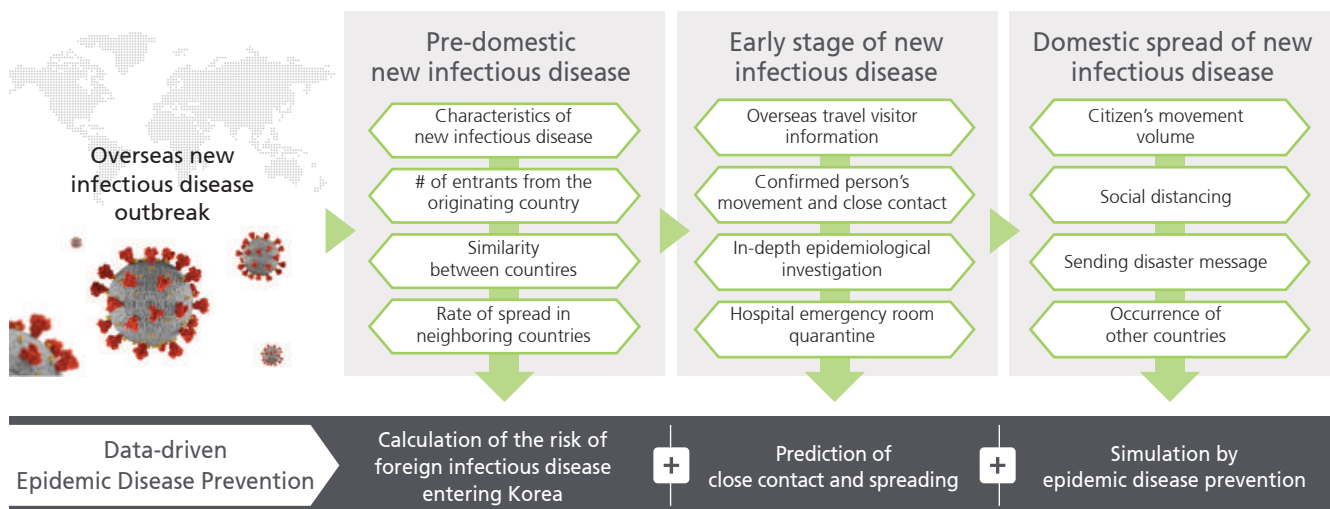 Overseas new
infectious disease
outbreak
Pre-domestic
new infectious disease
Characteristics of
new infectious disease
# of entrants from the
originating country
Similarity
between countires
Rate of spread in
neighboring countries
Early stage of new
infectious disease
Overseas travel visitor
information
Confirmed person's
movement and close contact
In-depth epidemiological
investigation
Hospital emergency room
quarantine
Domestic spread of new
infectious disease
Citizen's movement
volume
Social distancing
Sending disaster message
Occurrence of
other countries
Data-driven
Epidemic Disease Prevention
Calculation of the risk of
foreign infectious disease
entering Korea
+
Prediction of
close contact and spreading
+
Simulation by
epidemic disease prevention